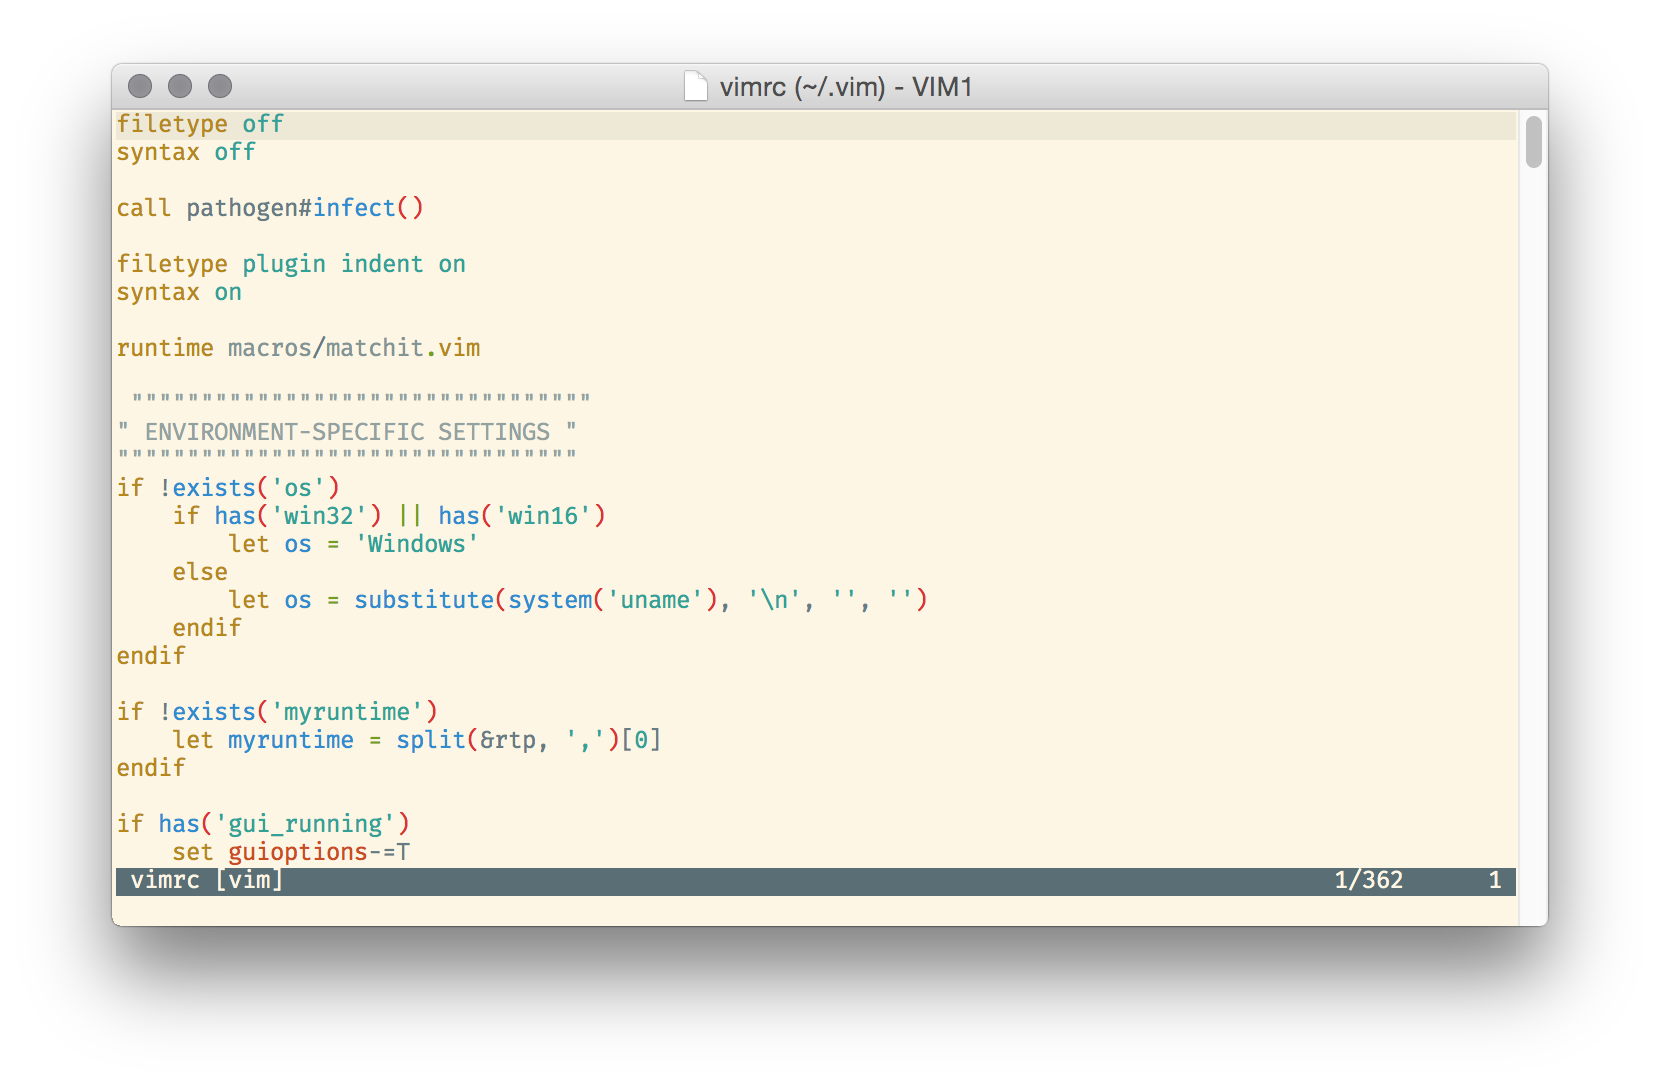 vimrc (~/.vim) - VIM1
filetype off
syntax off
call pathogen#infect()
filetype plugin indent on
syntax on
runtime macros/matchit.vim
"""""""""""""""""""""""""""""""""
" ENVIRONMENT-SPECIFIC SETTINGS "
"""""""""""""""""""""""""""""""""
if !exists('os')
    if has('win32') || has('win16')
        let os = 'Windows'
    else
        let os = substitute(system('uname'), '\n', '', '')
    endif
endif
if !exists('myruntime')
    let myruntime = split(&rtp, ',')[0]
endif
if has('gui_running')
    set guioptions-=T
vimrc [vim] 1/362 1